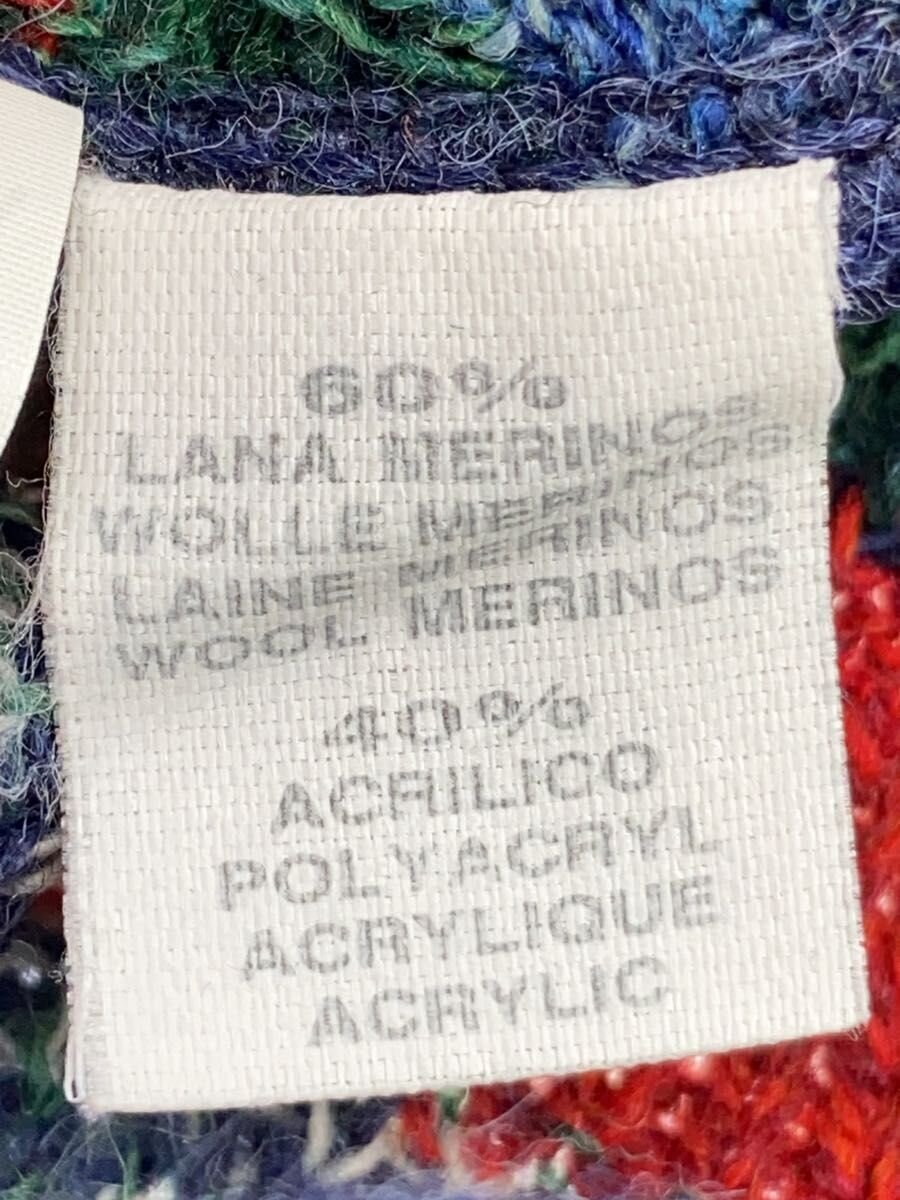 60%
LANA MERINOS
WOLLE MERINOS
LAINE MERINOS
WOOL MERINOS
40%
ACRILICO
POLYACRYL
ACRYLIQUE
ACRYLIC